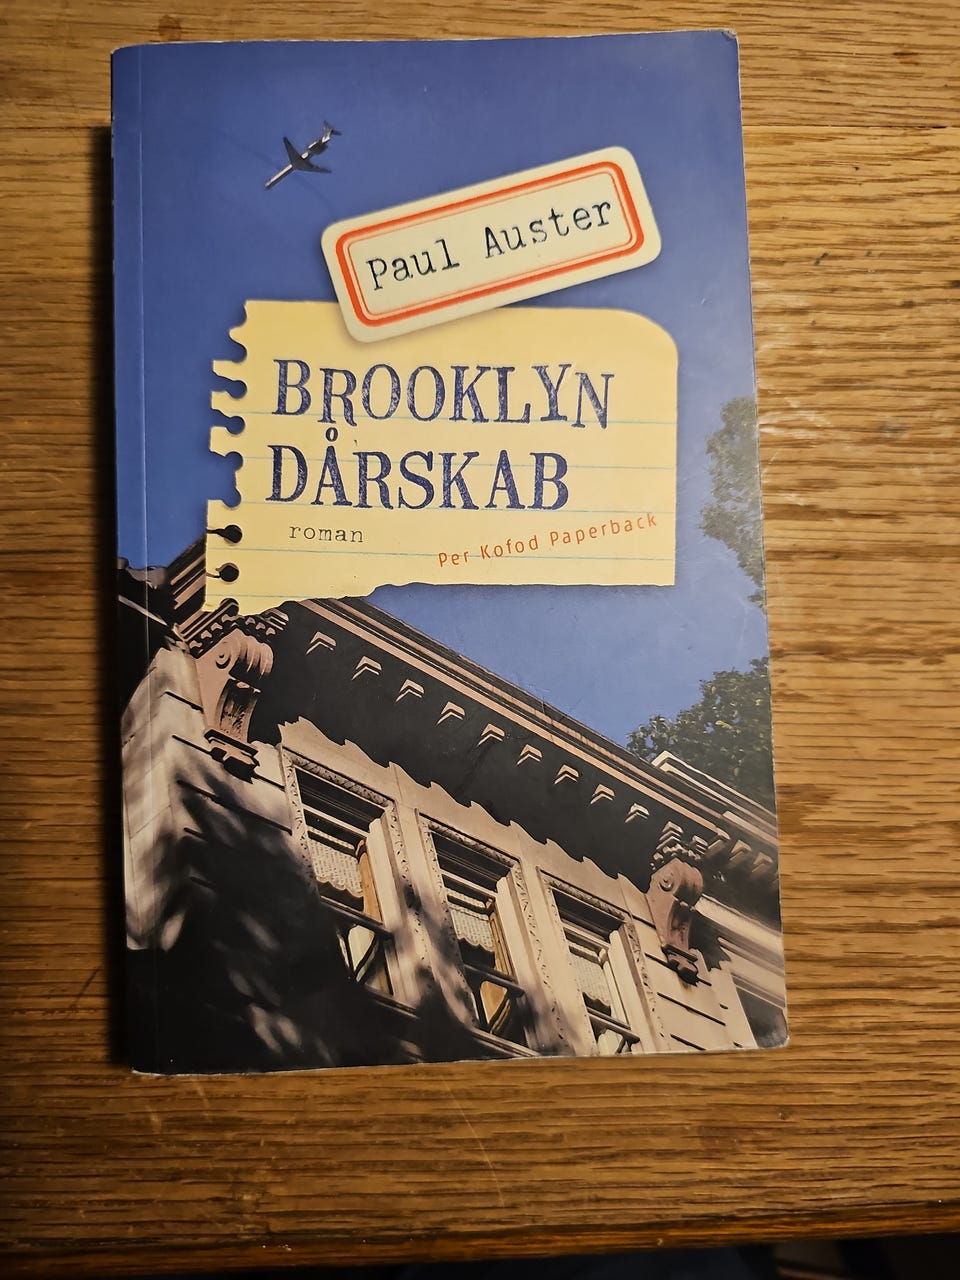 Paul Auster
BROOKLYN
DÅRSKAB
roman
Per Kofod Paperback